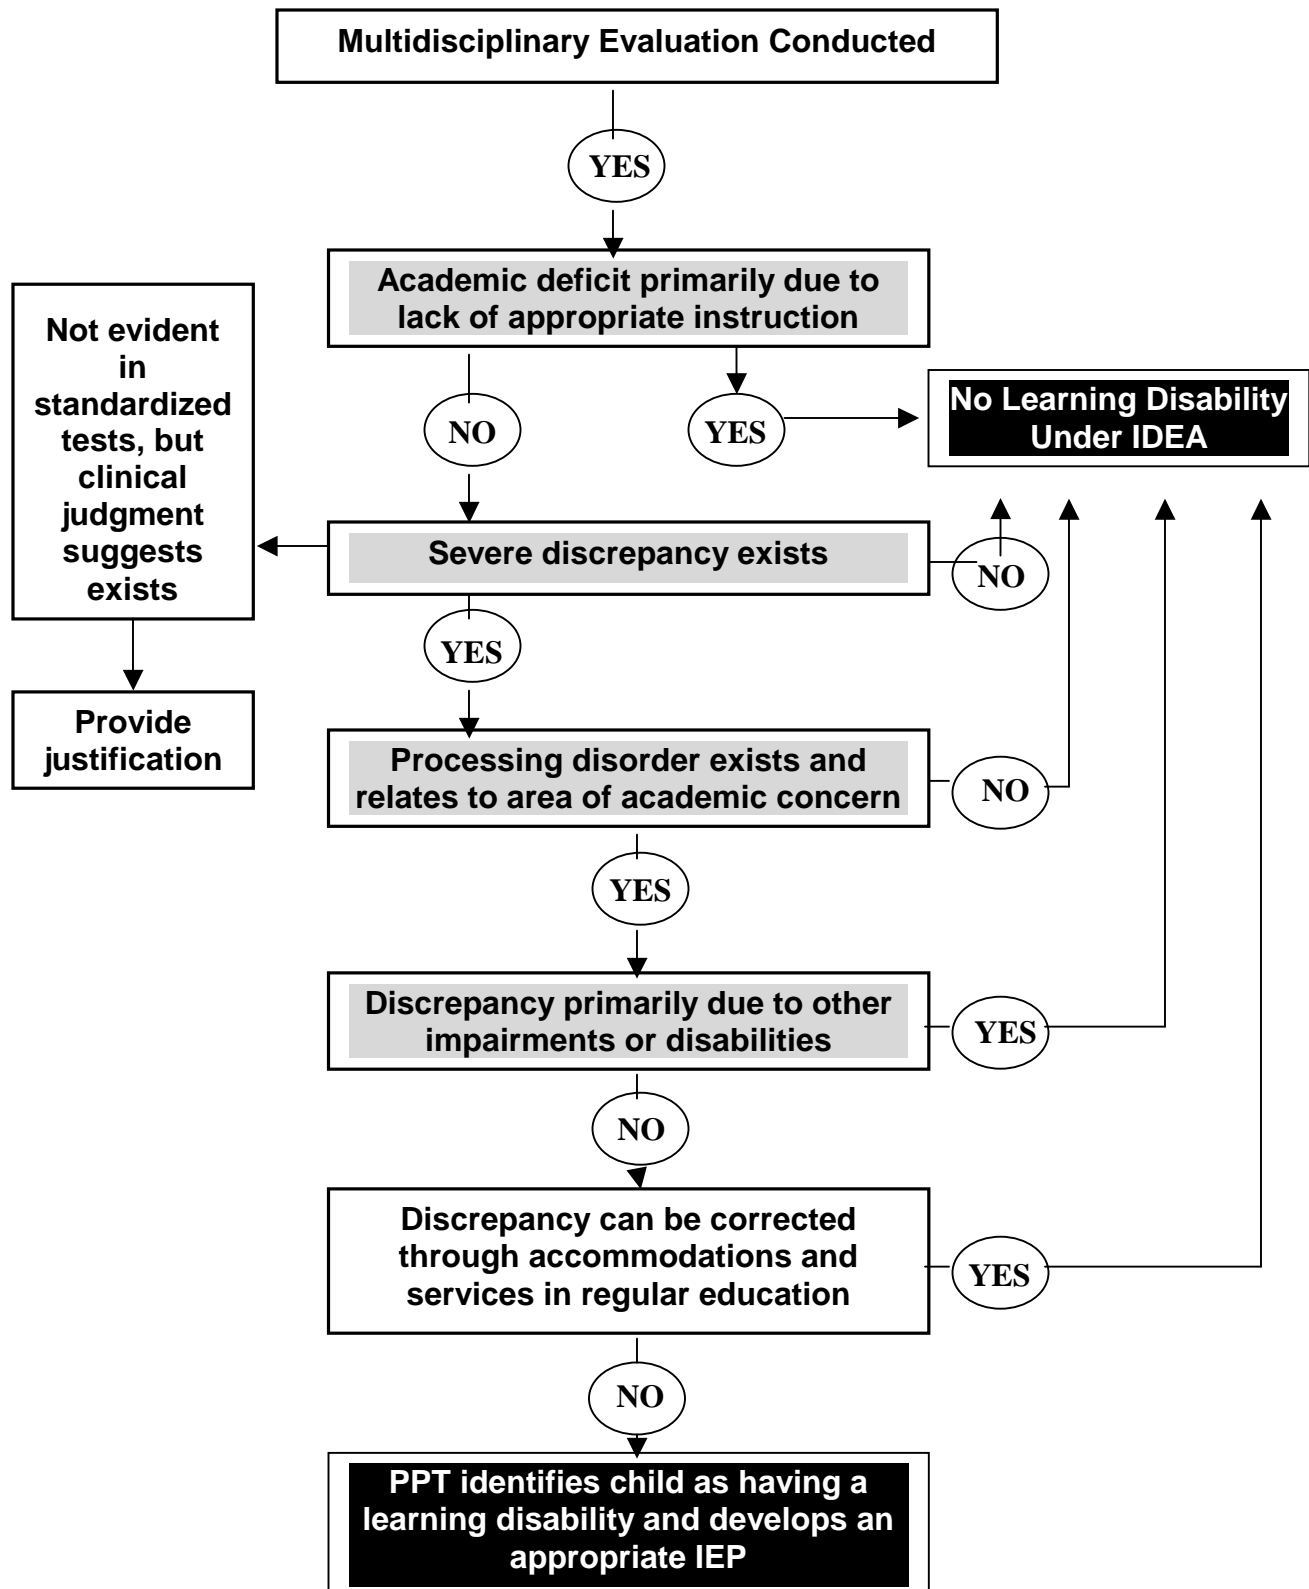 Multidisciplinary Evaluation Conducted
YES
Academic deficit primarily due to
lack of appropriate instruction
Not evident
in
standardized
tests, but
clinical
judgment
suggests
exists
No Learning Disability
Under IDEA
NO
YES
Severe discrepancy exists
NO
YES
Provide
justification
Processing disorder exists and
relates to area of academic concern
NO
YES
Discrepancy primarily due to other
impairments or disabilities
YES
NO
Discrepancy can be corrected
through accommodations and
services in regular education
YES
NO
PPT identifies child as having a
learning disability and develops an
appropriate IEP